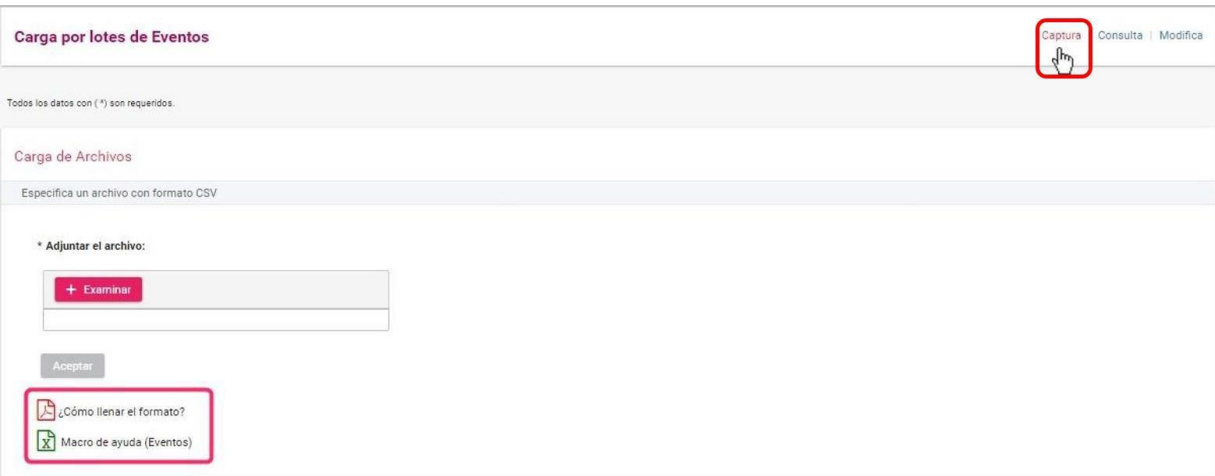 Carga por lotes de Eventos
Captura Consulta | Modifica
Todos los datos con ( *) son requeridos.
Carga de Archivos
Especifica un archivo con formato CSV
* Adjuntar el archivo:
+ Examinar
Aceptar
¿Cómo llenar el formato?
Macro de ayuda (Eventos)